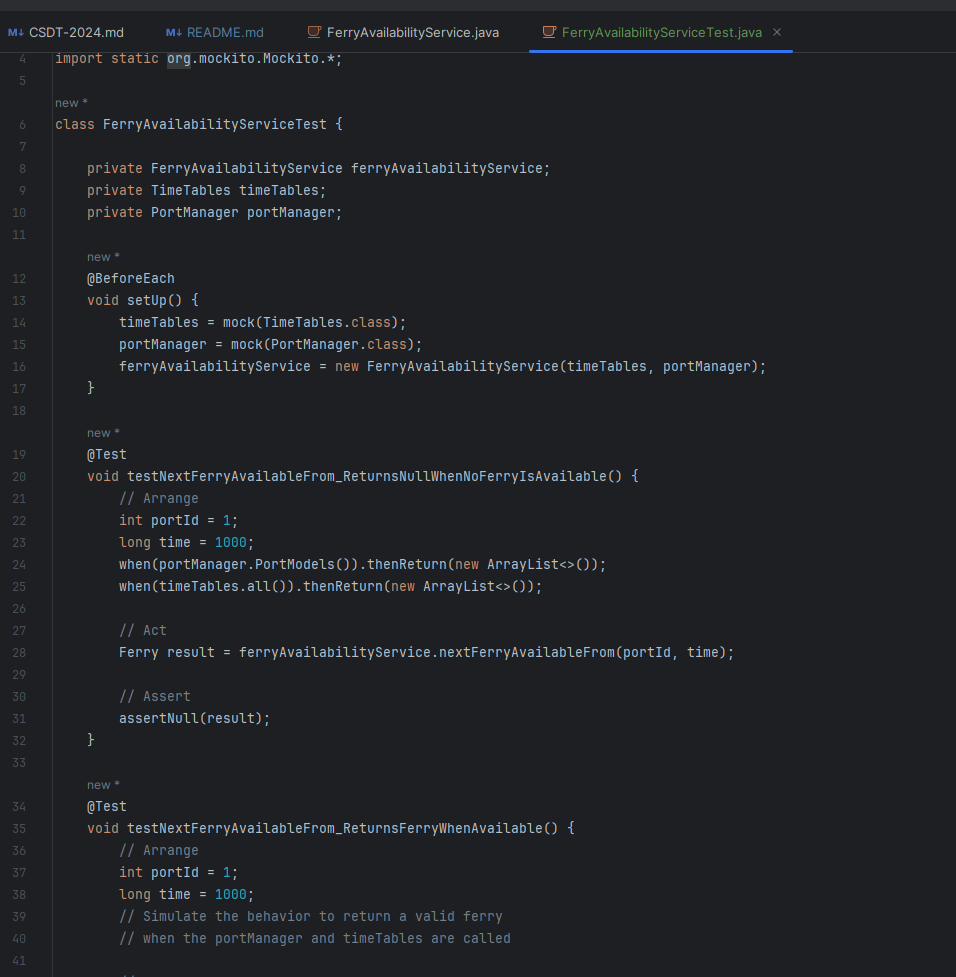 M↓ CSDT-2024.md M↓ README.md FerryAvailabilityService.java FerryAvailabilityServiceTest.java ×
4 import static org.mockito.Mockito.*;
5
new *
6 class FerryAvailabilityServiceTest {
7
8     private FerryAvailabilityService ferryAvailabilityService;
9     private TimeTables timeTables;
10     private PortManager portManager;
11
new *
12     @BeforeEach
13     void setUp() {
14         timeTables = mock(TimeTables.class);
15         portManager = mock(PortManager.class);
16         ferryAvailabilityService = new FerryAvailabilityService(timeTables, portManager);
17     }
18
new *
19     @Test
20     void testNextFerryAvailableFrom_ReturnsNullWhenNoFerryIsAvailable() {
21         // Arrange
22         int portId = 1;
23         long time = 1000;
24         when(portManager.PortModels()).thenReturn(new ArrayList<>());
25         when(timeTables.all()).thenReturn(new ArrayList<>());
26
27         // Act
28         Ferry result = ferryAvailabilityService.nextFerryAvailableFrom(portId, time);
29
30         // Assert
31         assertNull(result);
32     }
33
new *
34     @Test
35     void testNextFerryAvailableFrom_ReturnsFerryWhenAvailable() {
36         // Arrange
37         int portId = 1;
38         long time = 1000;
39         // Simulate the behavior to return a valid ferry
40         // when the portManager and timeTables are called
41